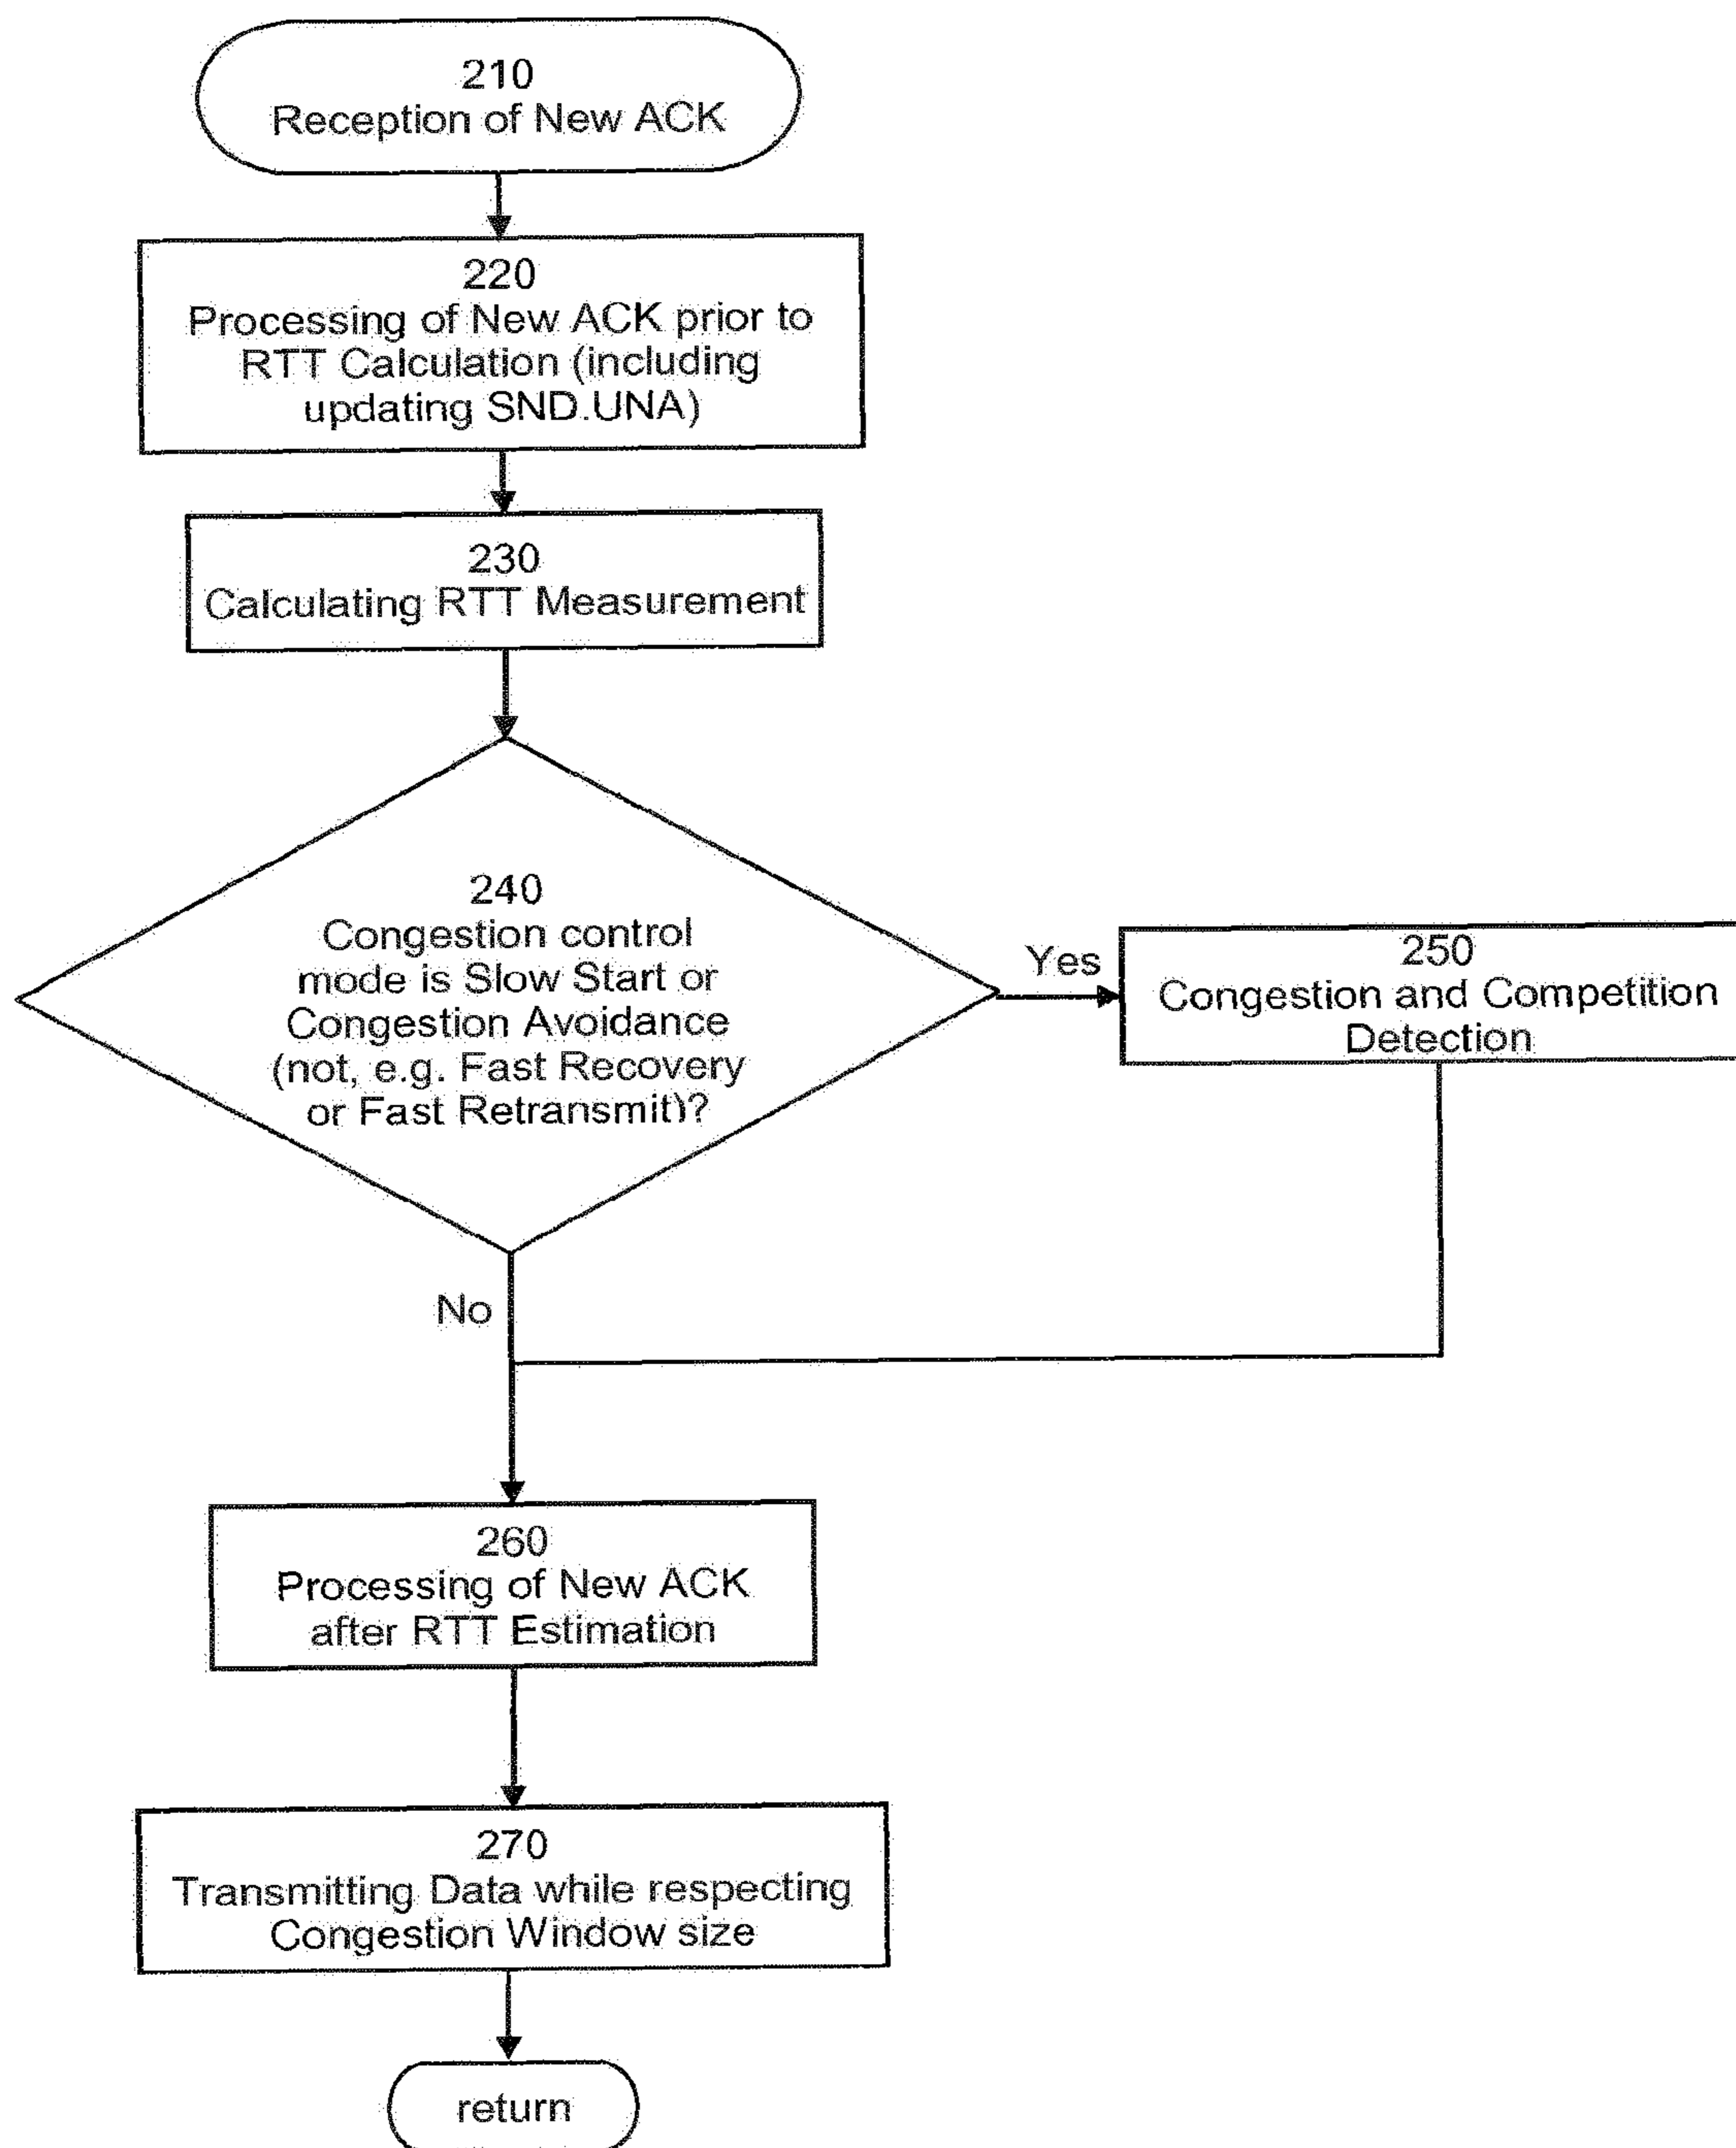 210
Reception of New ACK
220
Processing of New ACK prior to
RTT Calculation (including
updating SND.UNA)
230
Calculating RTT Measurement
240
Congestion control
mode is Slow Start or
Congestion Avoidance
(not, e.g. Fast Recovery
or Fast Retransmit)?
Yes
250
Congestion and Competition
Detection
No
260
Processing of New ACK
after RTT Estimation
270
Transmitting Data while respecting
Congestion Window size
return